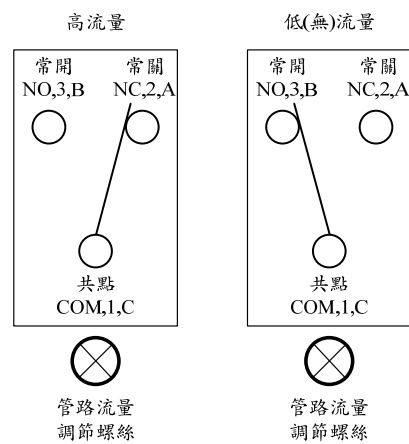 高流量
常開
NO,3,B
常關
NC,2,A
共點
COM,1,C
管路流量
調節螺絲
低(無)流量
常開
NO,3,B
常關
NC,2,A
共點
COM,1,C
管路流量
調節螺絲